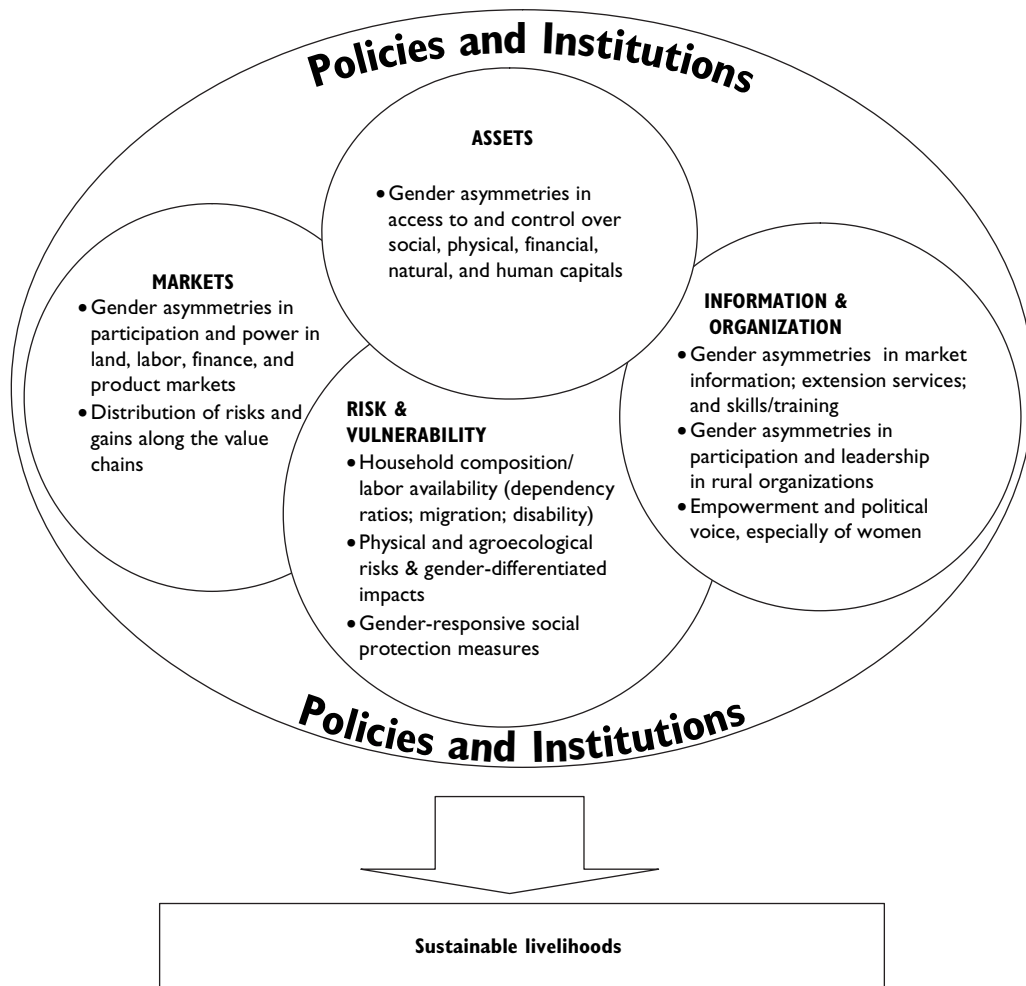 Policies and Institutions
ASSETS
• Gender asymmetries in
access to and control over
social, physical, financial,
natural, and human capitals
MARKETS
• Gender asymmetries in
participation and power in
land, labor, finance, and
product markets
• Distribution of risks and
gains along the value
chains
INFORMATION &
ORGANIZATION
• Gender asymmetries in market
information; extension services;
and skills/training
• Gender asymmetries in
participation and leadership
in rural organizations
• Empowerment and political
voice, especially of women
RISK &
VULNERABILITY
• Household composition/
labor availability (dependency
ratios; migration; disability)
• Physical and agroecological
risks & gender-differentiated
impacts
• Gender-responsive social
protection measures
Policies and Institutions
Sustainable livelihoods